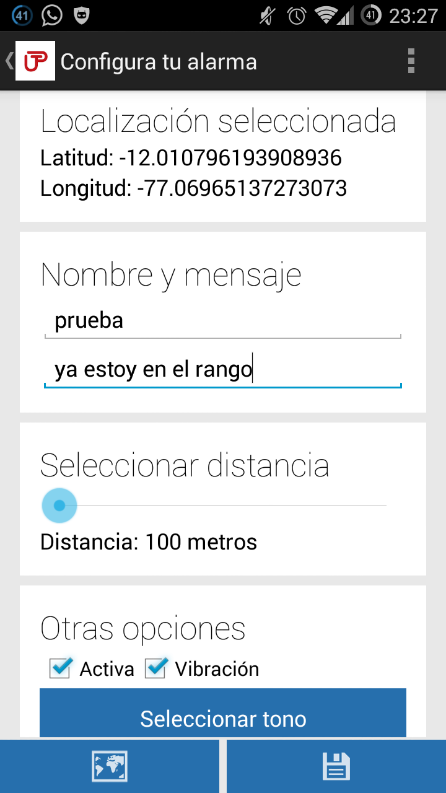 41 41 23:27
UTP Configura tu alarma
Localización seleccionada
Latitud: -12.010796193908936
Longitud: -77.06965137273073
Nombre y mensaje
prueba
ya estoy en el rango
Seleccionar distancia
Distancia: 100 metros
Otras opciones
Activa Vibración
Seleccionar tono